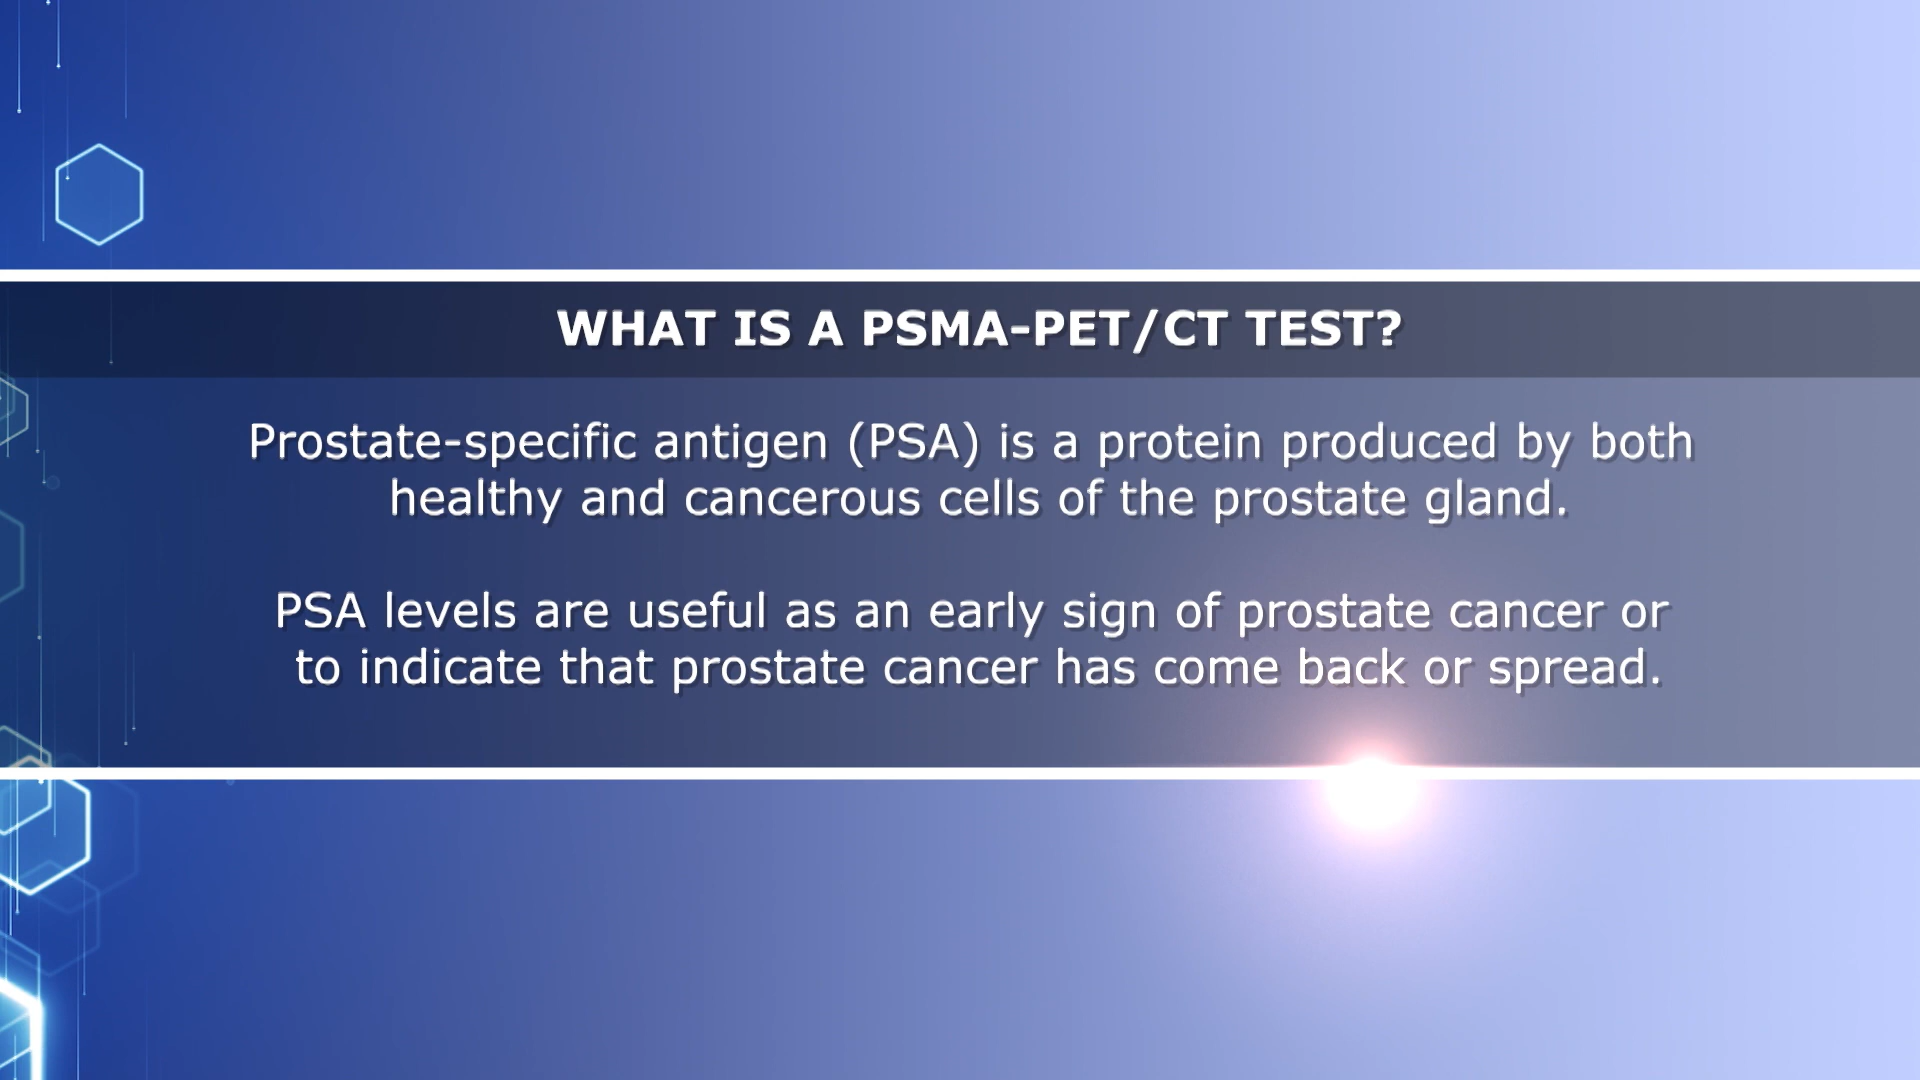 WHAT IS A PSMA-PET/CT TEST?
Prostate-specific antigen (PSA) is a protein produced by both
healthy and cancerous cells of the prostate gland.
PSA levels are useful as an early sign of prostate cancer or
to indicate that prostate cancer has come back or spread.